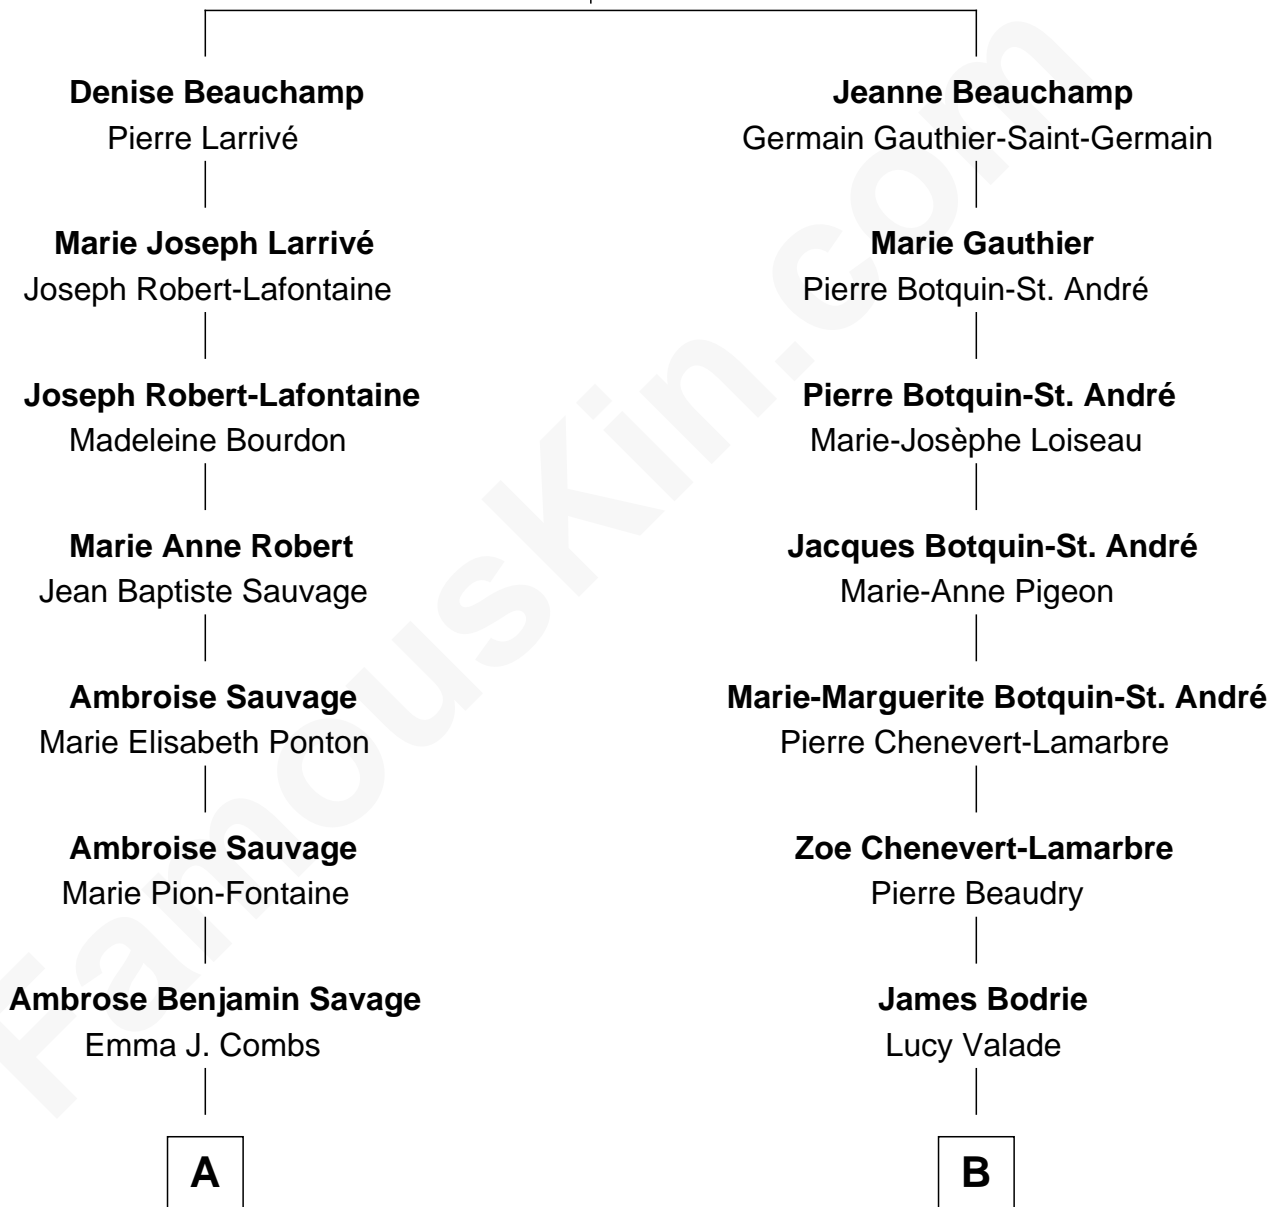 Denise Beauchamp
Pierre Larrivé
Marie Joseph Larrivé
Joseph Robert-Lafontaine
Joseph Robert-Lafontaine
Madeleine Bourdon
Marie Anne Robert
Jean Baptiste Sauvage
Ambroise Sauvage
Marie Elisabeth Ponton
Ambroise Sauvage
Marie Pion-Fontaine
Ambrose Benjamin Savage
Emma J. Combs
A
Jeanne Beauchamp
Germain Gauthier-Saint-Germain
Marie Gauthier
Pierre Botquin-St. André
Pierre Botquin-St. André
Marie-Josèphe Loiseau
Jacques Botquin-St. André
Marie-Anne Pigeon
Marie-Marguerite Botquin-St. André
Pierre Chenevert-Lamarbre
Zoe Chenevert-Lamarbre
Pierre Beaudry
James Bodrie
Lucy Valade
B
FamousKin.com